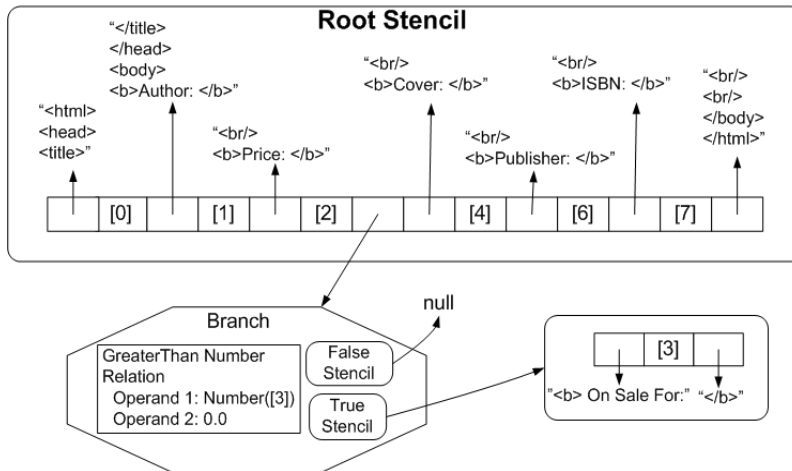 Root Stencil
“</title>
</head>
<body>
<b>Author: </b>”
“<br/>
<b>Cover: </b>”
“<br/>
<b>ISBN: </b>”
“<br/>
<br/>
</body>
</html>”
“<html>
<head>
<title>”
“<br/>
<b>Price: </b>”
“<br/>
<b>Publisher: </b>”
[0] [1] [2] [4] [6] [7]
Branch
GreaterThan Number
Relation
Operand 1: Number([3])
Operand 2: 0.0
False
Stencil
True
Stencil
null
[3]
”<b> On Sale For:” “</b>”